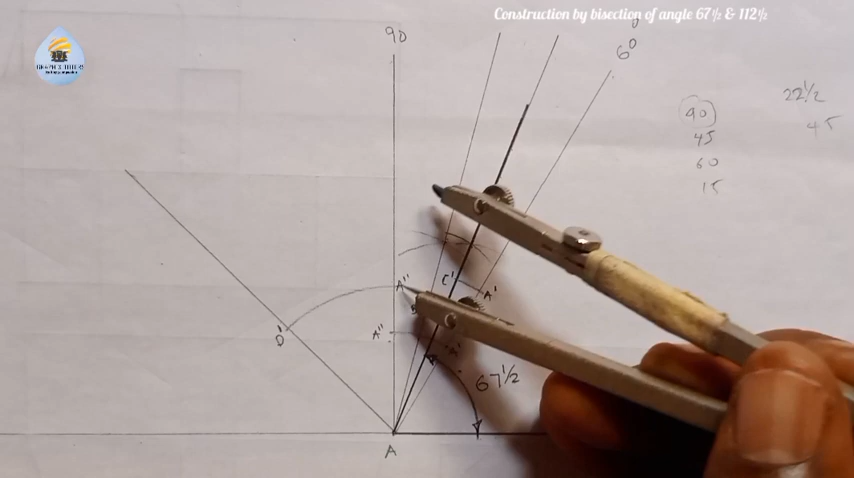 Construction by bisection of angle 67½ & 112½
90
60
22½
90
45
45
60
15
A"
C'
A'
D'
A"
A'
67½
A